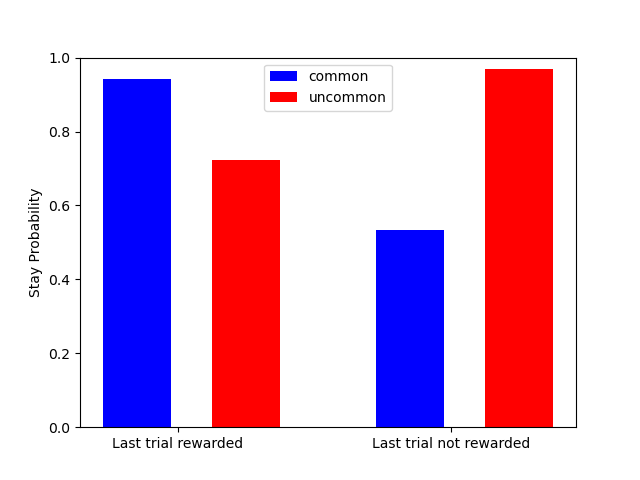 1.0
0.8
0.6
0.4
0.2
0.0
Stay Probability
common
uncommon
Last trial rewarded
Last trial not rewarded